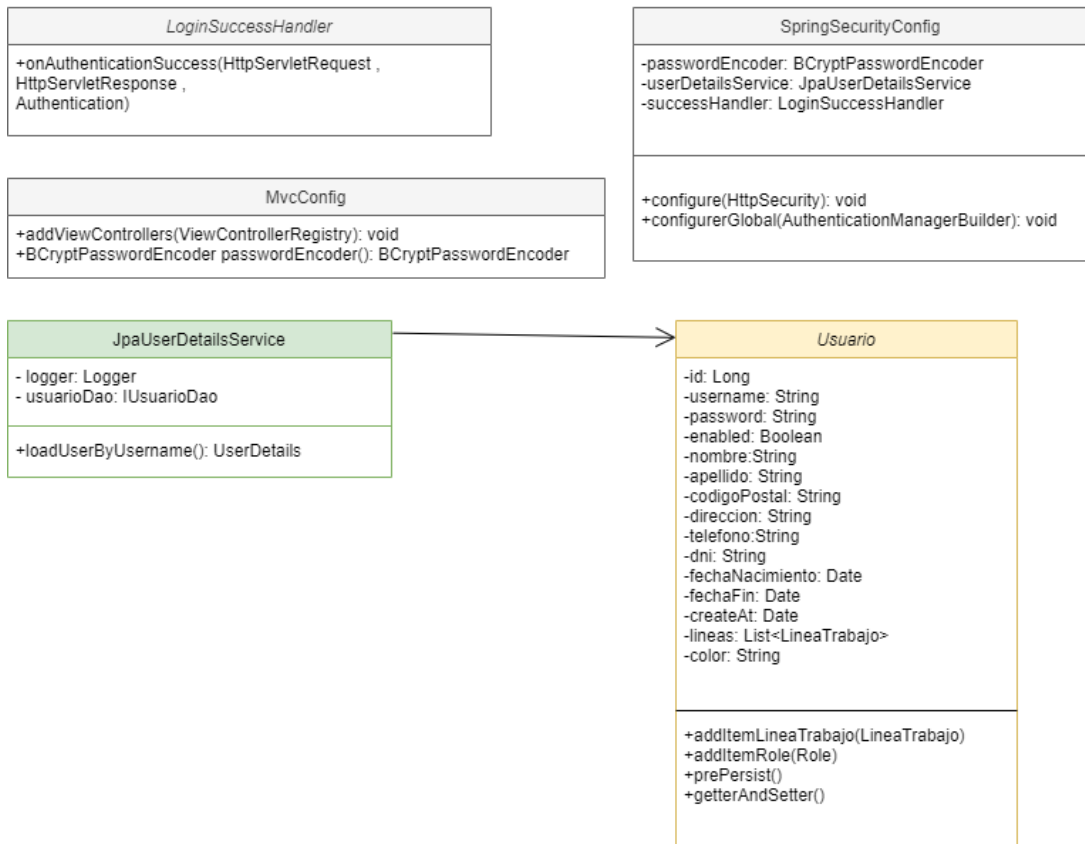 LoginSuccessHandler
+onAuthenticationSuccess(HttpServletRequest ,
HttpServletResponse ,
Authentication)
SpringSecurityConfig
-passwordEncoder: BCryptPasswordEncoder
-userDetailsService: JpaUserDetailsService
-successHandler: LoginSuccessHandler
+configure(HttpSecurity): void
+configurerGlobal(AuthenticationManagerBuilder): void
MvcConfig
+addViewControllers(ViewControllerRegistry): void
+BCryptPasswordEncoder passwordEncoder(): BCryptPasswordEncoder
JpaUserDetailsService
- logger: Logger
- usuarioDao: IUsuarioDao
+loadUserByUsername(): UserDetails
Usuario
-id: Long
-username: String
-password: String
-enabled: Boolean
-nombre:String
-apellido: String
-codigoPostal: String
-direccion: String
-telefono:String
-dni: String
-fechaNacimiento: Date
-fechaFin: Date
-createAt: Date
-lineas: List<LineaTrabajo>
-color: String
+addItemLineaTrabajo(LineaTrabajo)
+addItemRole(Role)
+prePersist()
+getterAndSetter()